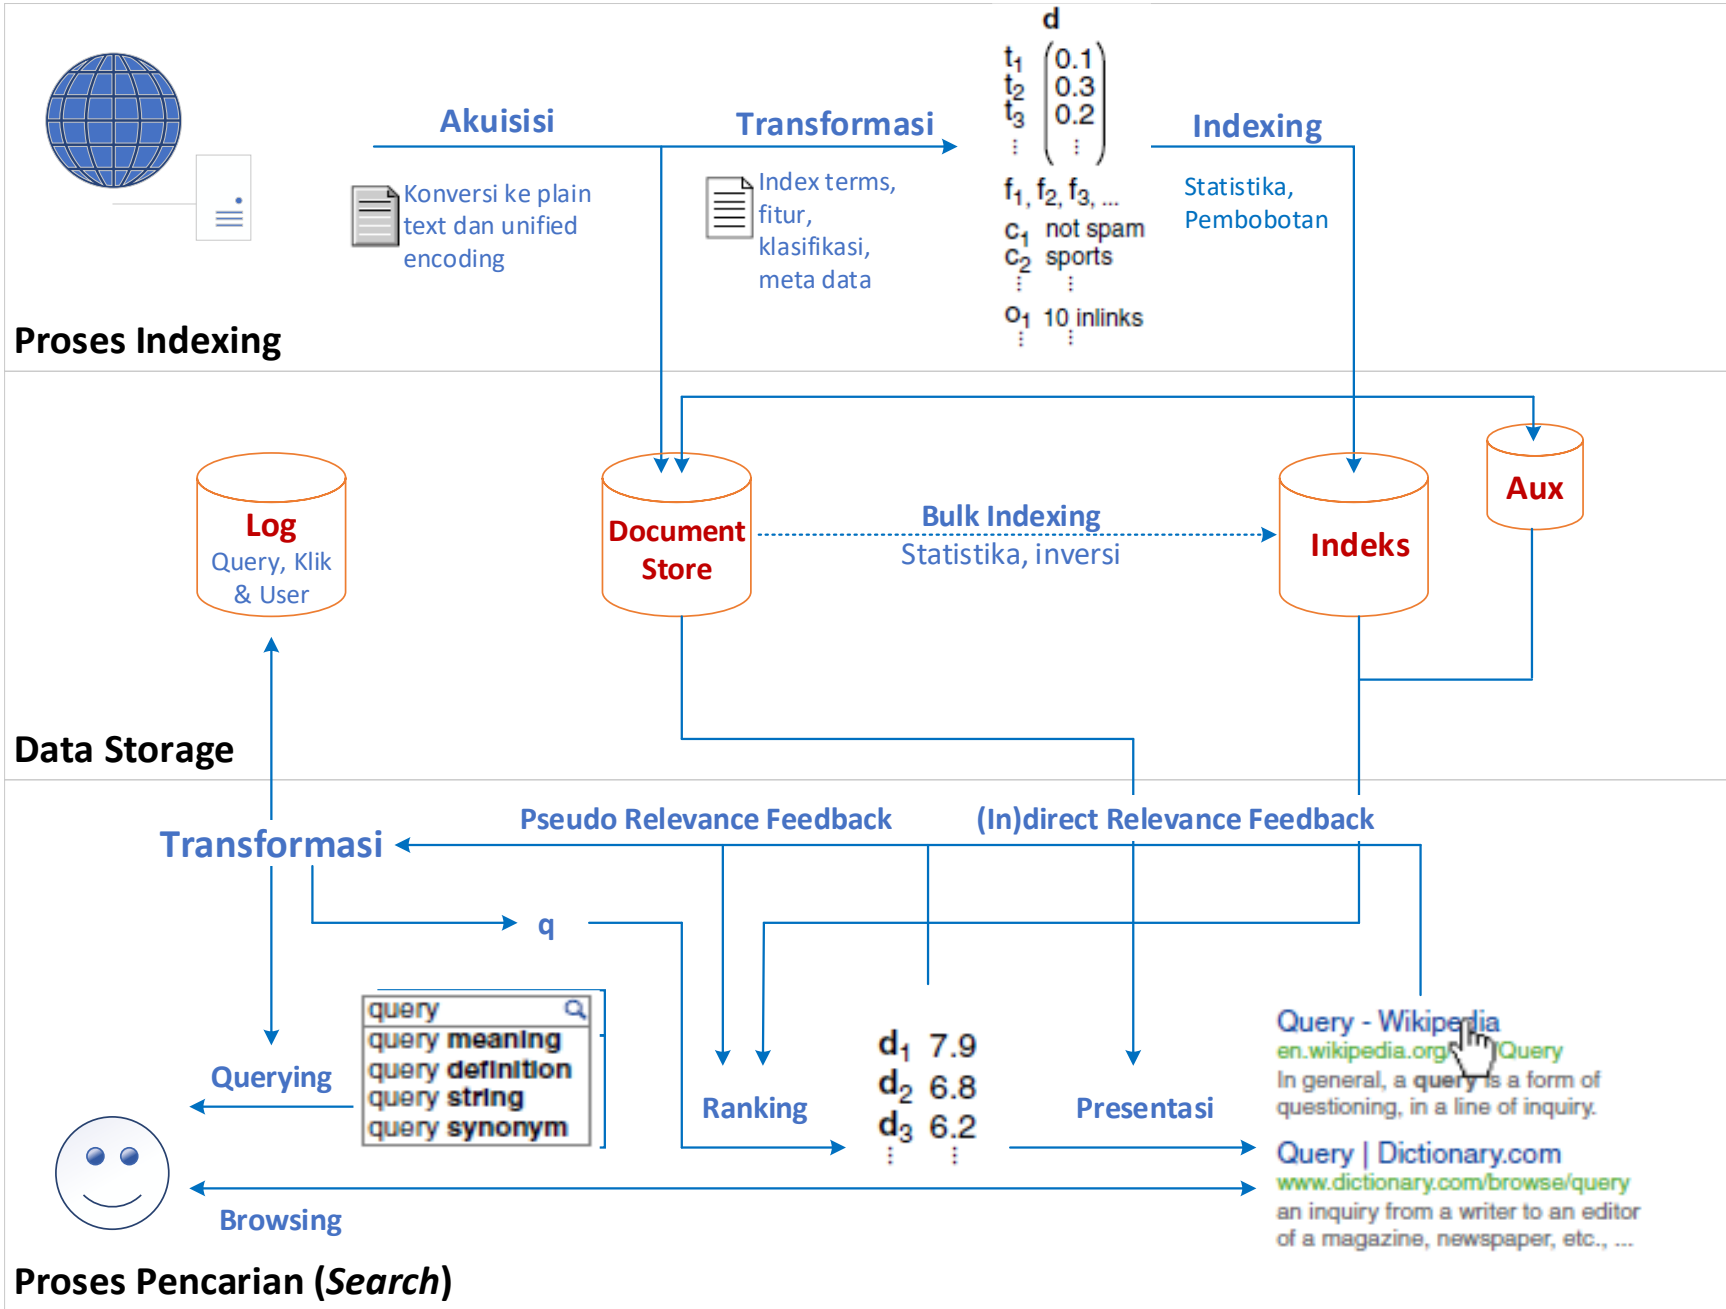 d
t1 0.1
t2 0.3
t3 0.2
⋮ ⋮
f1, f2, f3, ...
c1 not spam
c2 sports
⋮ ⋮
o1 10 inlinks
⋮ ⋮
Akuisisi
Konversi ke plain
text dan unified
encoding
Transformasi
Index terms,
fitur,
klasifikasi,
meta data
Indexing
Statistika,
Pembobotan
Proses Indexing
Log
Query, Klik
& User
Document
Store
Bulk Indexing
Statistika, inversi
Indeks
Aux
Data Storage
Pseudo Relevance Feedback
(In)direct Relevance Feedback
Transformasi
q
query
query meaning
query definition
query string
query synonym
Querying
Ranking
d1 7.9
d2 6.8
d3 6.2
⋮ ⋮
Presentasi
Query - Wikipedia
en.wikipedia.org/ /Query
In general, a query is a form of
questioning, in a line of inquiry.
Query | Dictionary.com
www.dictionary.com/browse/query
an inquiry from a writer to an editor
of a magazine, newspaper, etc., ...
Browsing
Proses Pencarian (Search)